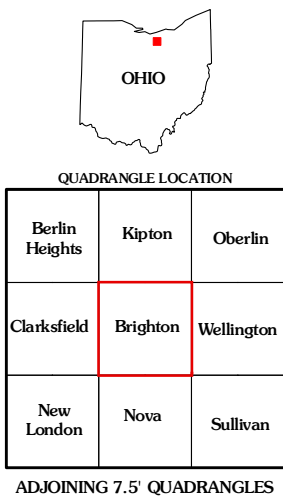 OHIO
QUADRANGLE LOCATION
Berlin
Heights
Kipton
Oberlin
Clarksfield
Brighton
Wellington
New
London
Nova
Sullivan
ADJOINING 7.5' QUADRANGLES